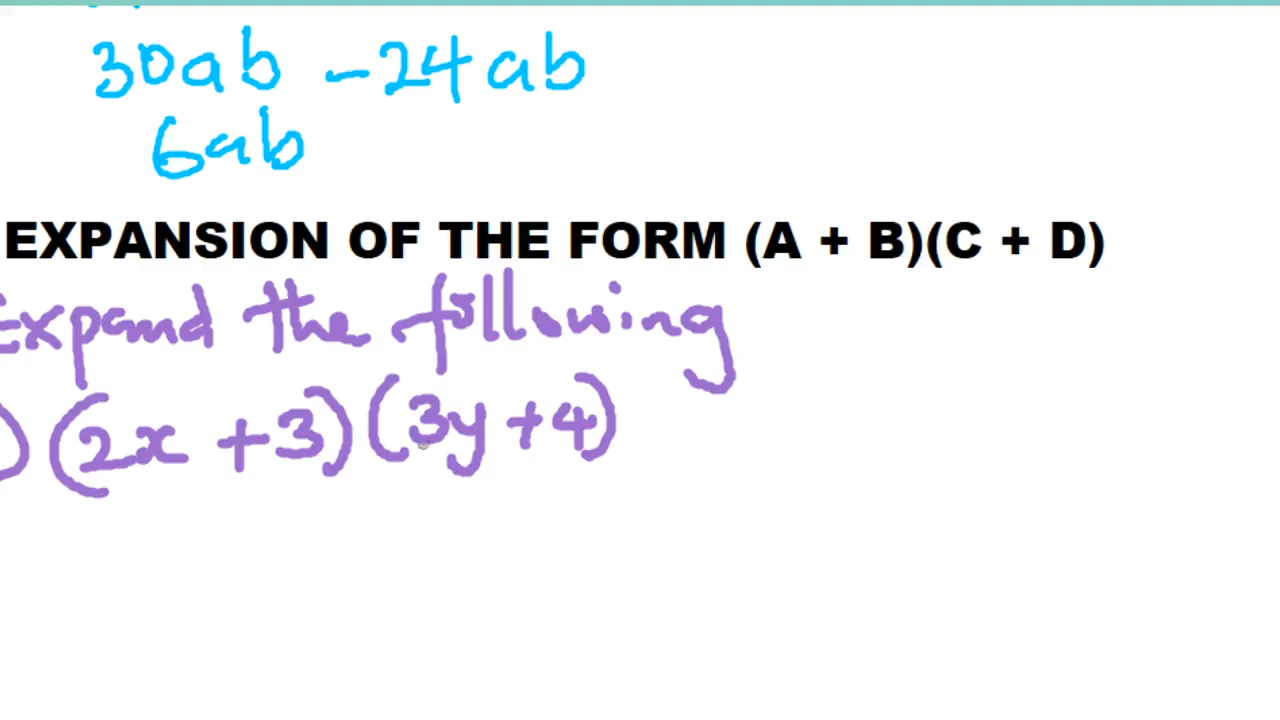 30ab - 24ab
6ab
EXPANSION OF THE FORM (A + B)(C + D)
Expand the following
) (2x + 3) (3y + 4)